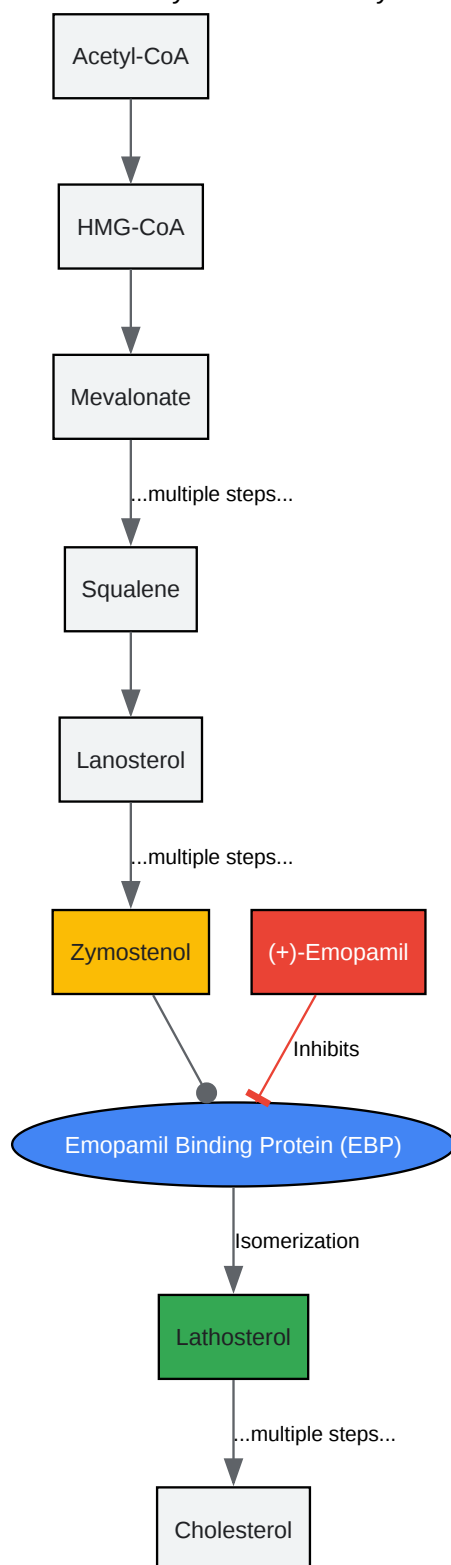 Acetyl-CoA
HMG-CoA
Mevalonate
...multiple steps...
Squalene
Lanosterol
...multiple steps...
Zymostenol
(+)-Emopamil
Inhibits
Emopamil Binding Protein (EBP)
Isomerization
Lathosterol
...multiple steps...
Cholesterol